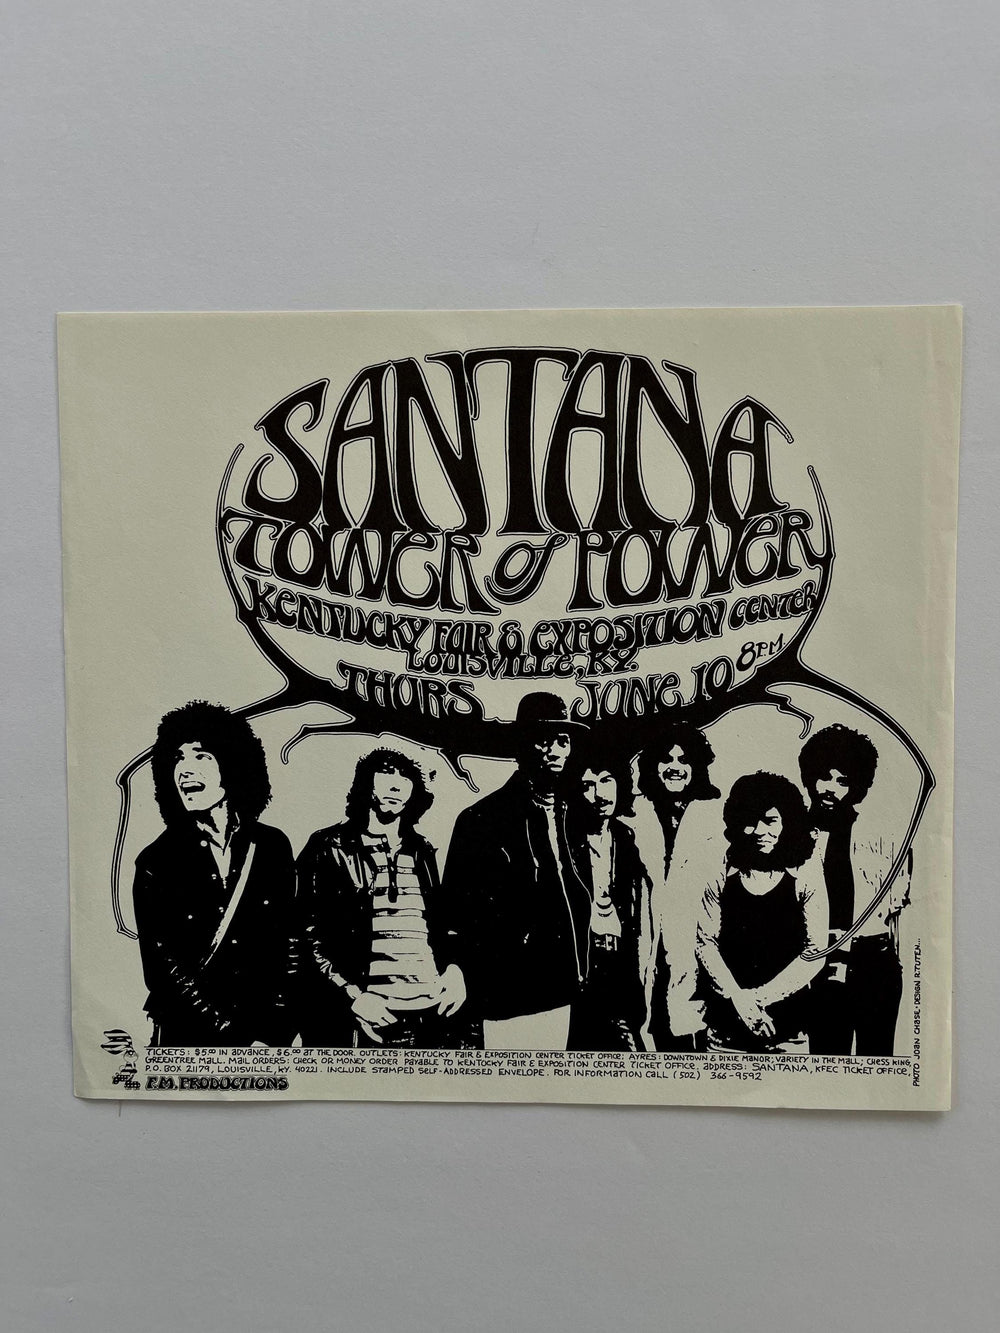 SANTANA
TOWER of POWER
KENTUCKY FAIR & EXPOSITION CENTER
LOUISVILLE, KY.
THURS JUNE 10 8 P.M
TICKETS: $5.00 IN ADVANCE, $6.00 AT THE DOOR. OUTLETS: KENTUCKY FAIR & EXPOSITION CENTER TICKET OFFICE; AYRES: DOWNTOWN & DIXIE MANOR; VARIETY IN THE MALL; CHESS KING
GREENTREE MALL. MAIL ORDERS: CHECK OR MONEY ORDER PAYABLE TO KENTUCKY FAIR & EXPOSITION CENTER TICKET OFFICE. ADDRESS: SANTANA, KFEC TICKET OFFICE,
P.O. BOX 21179, LOUISVILLE, KY. 40221. INCLUDE STAMPED SELF-ADDRESSED ENVELOPE. FOR INFORMATION CALL (502) 366-9592
P.M. PRODUCTIONS
PHOTO JOAN CHASE • DESIGN R.TUTEN...